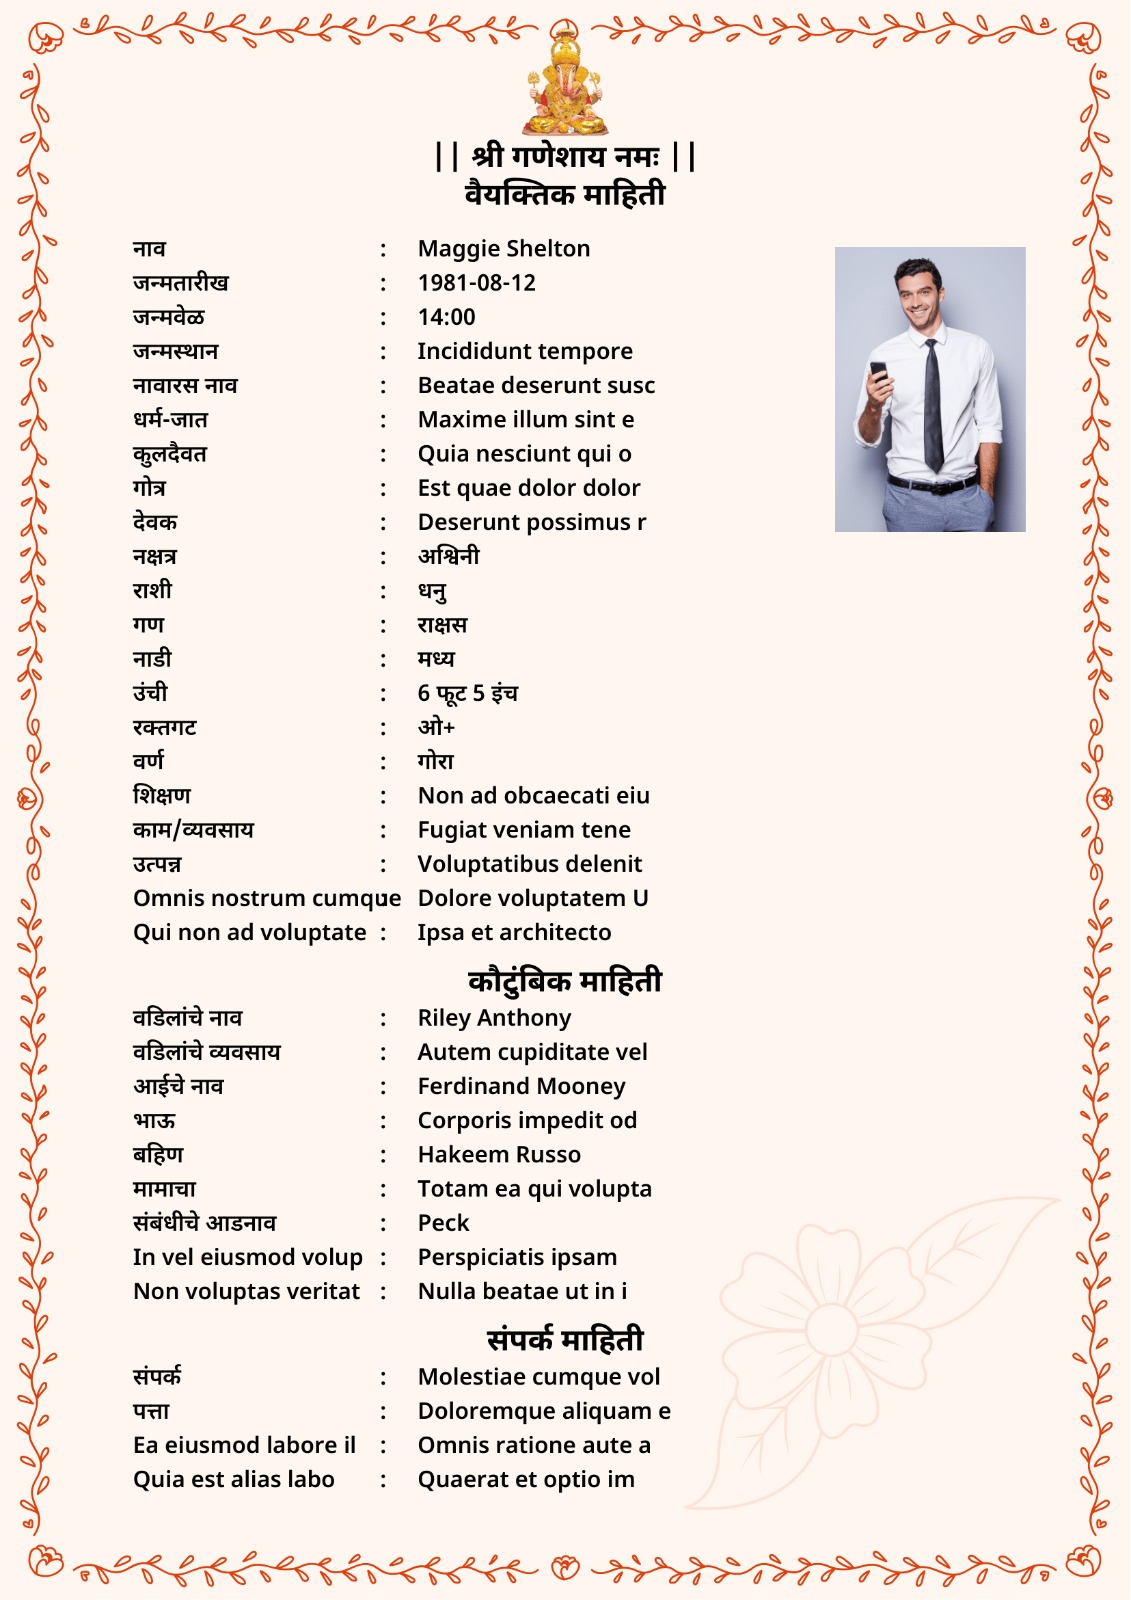 || श्री गणेशाय नमः ||
वैयक्तिक माहिती
नाव : Maggie Shelton
जन्मतारीख : 1981-08-12
जन्मवेळ : 14:00
जन्मस्थान : Incididunt tempore
नावारस नाव : Beatae deserunt susc
धर्म-जात : Maxime illum sint e
कुलदैवत : Quia nesciunt qui o
गोत्र : Est quae dolor dolor
देवक : Deserunt possimus r
नक्षत्र : अश्विनी
राशी : धनु
गण : राक्षस
नाडी : मध्य
उंची : 6 फूट 5 इंच
रक्तगट : ओ+
वर्ण : गोरा
शिक्षण : Non ad obcaecati eiu
काम/व्यवसाय : Fugiat veniam tene
उत्पन्न : Voluptatibus delenit
Omnis nostrum cumque : Dolore voluptatem U
Qui non ad voluptate : Ipsa et architecto
कौटुंबिक माहिती
वडिलांचे नाव : Riley Anthony
वडिलांचे व्यवसाय : Autem cupiditate vel
आईचे नाव : Ferdinand Mooney
भाऊ : Corporis impedit od
बहिण : Hakeem Russo
मामाचा : Totam ea qui volupta
संबंधीचे आडनाव : Peck
In vel eiusmod volup : Perspiciatis ipsam
Non voluptas veritat : Nulla beatae ut in i
संपर्क माहिती
संपर्क : Molestiae cumque vol
पत्ता : Doloremque aliquam e
Ea eiusmod labore il : Omnis ratione aute a
Quia est alias labo : Quaerat et optio im